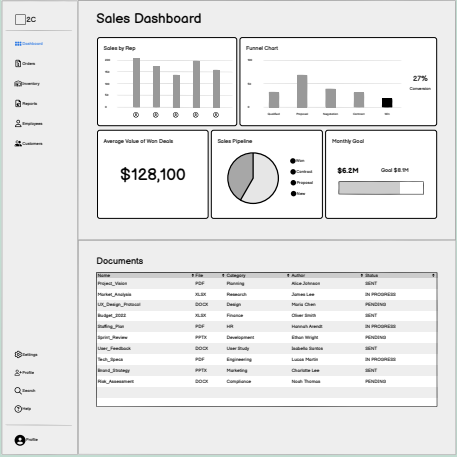 2C
Dashboard
Orders
Inventory
Reports
Employees
Customers
Settings
Profile
Search
Help
Profile
Sales Dashboard
Sales by Rep
Funnel Chart
Qualified
Proposal
Negotiation
Contract
Win
27%
Conversion
Average Value of Won Deals
$128,100
Sales Pipeline
Won
Contract
Proposal
New
Monthly Goal
$6.2M Goal $8.1M
Documents
Name File Category Author Status
Project_Vision PDF Planning Alice Johnson SENT
Market_Analysis XLSX Research James Lee IN PROGRESS
UX_Design_Protocol DOCX Design Maria Chen PENDING
Budget_2022 XLSX Finance Oliver Smith SENT
Staffing_Plan PDF HR Hannah Arendt IN PROGRESS
Sprint_Review PPTX Development Ethan Wright PENDING
User_Feedback DOCX User Study Isabella Santos SENT
Tech_Specs PDF Engineering Lucas Martin IN PROGRESS
Brand_Strategy PPTX Marketing Charlotte Lee SENT
Risk_Assessment DOCX Compliance Noah Thomas PENDING